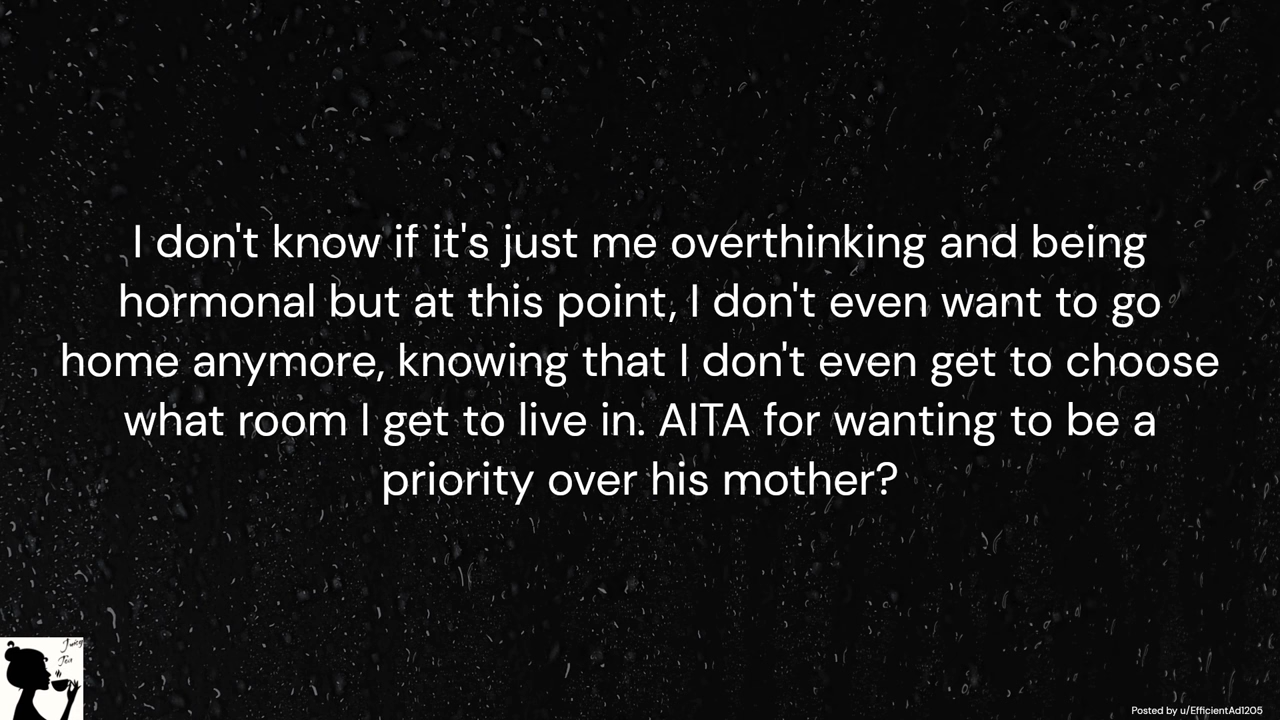 I don't know if it's just me overthinking and being
hormonal but at this point, I don't even want to go
home anymore, knowing that I don't even get to choose
what room I get to live in. AITA for wanting to be a
priority over his mother?
Juicy
Tea
Posted by u/EfficientAd1205